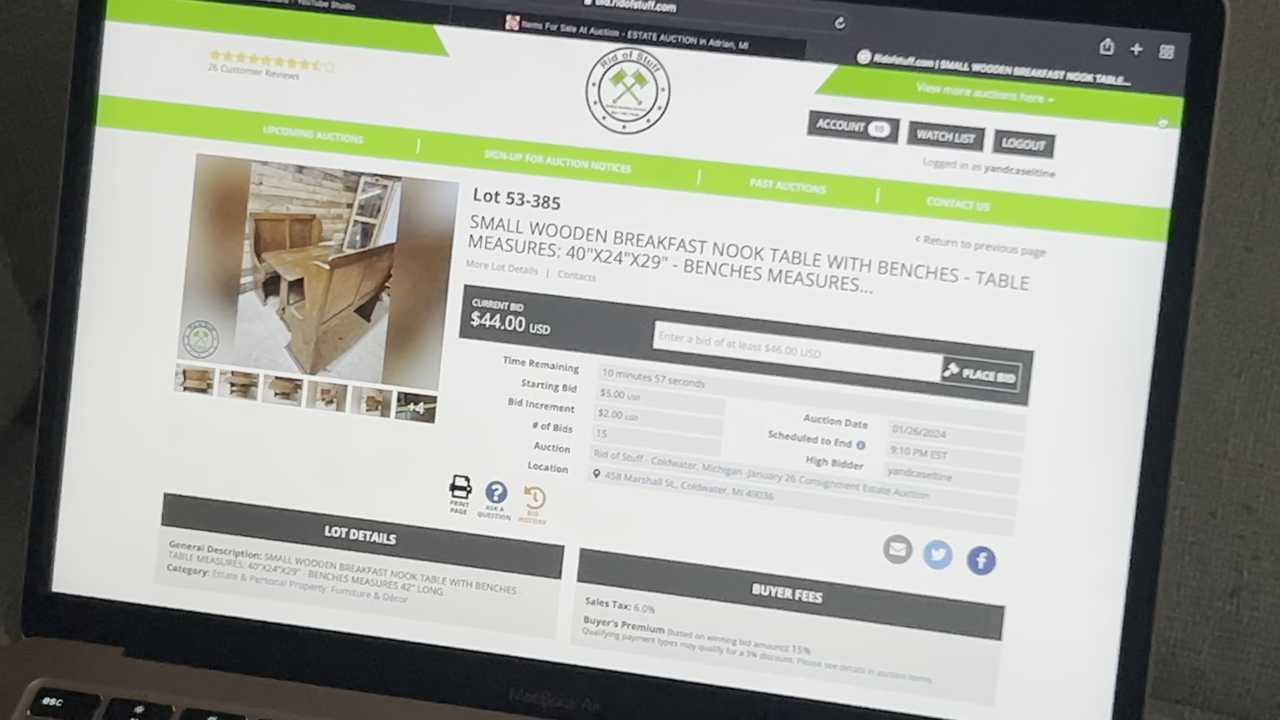 YouTube Studio
bid.ridofstuff.com
Items For Sale At Auction - ESTATE AUCTION in Adrian, MI
Ridofstuff.com | SMALL WOODEN BREAKFAST NOOK TABLE...
26 Customer Reviews
Rid of Stuff
View more auctions here
ACCOUNT 10
WATCH LIST
LOGOUT
Logged in as yandcaseltine
UPCOMING AUCTIONS
SIGN-UP FOR AUCTION NOTICES
PAST AUCTIONS
CONTACT US
Lot 53-385
< Return to previous page
SMALL WOODEN BREAKFAST NOOK TABLE WITH BENCHES - TABLE
MEASURES: 40"X24"X29" - BENCHES MEASURES...
More Lot Details | Contacts
CURRENT BID
$44.00 USD
Enter a bid of at least $46.00 USD
PLACE BID
Time Remaining 10 minutes 57 seconds
Starting Bid $5.00 USD
Bid Increment $2.00 USD
# of Bids 15
Auction Date 01/26/2024
Scheduled to End 9:10 PM EST
High Bidder yandcaseltine
Auction Rid of Stuff - Coldwater, Michigan -January 26 Consignment Estate Auction
Location 458 Marshall St., Coldwater, MI 49036
+4
PRINT PAGE
ASK A QUESTION
BID HISTORY
LOT DETAILS
General Description: SMALL WOODEN BREAKFAST NOOK TABLE WITH BENCHES -
TABLE MEASURES: 40"X24"X29" - BENCHES MEASURES 42" LONG
Category: Estate & Personal Property: Furniture & Décor
BUYER FEES
Sales Tax: 6.0%
Buyer's Premium (based on winning bid amount): 15%
Qualifying payment types may qualify for a 3% discount. Please see details in auction terms.
MacBook Air
esc